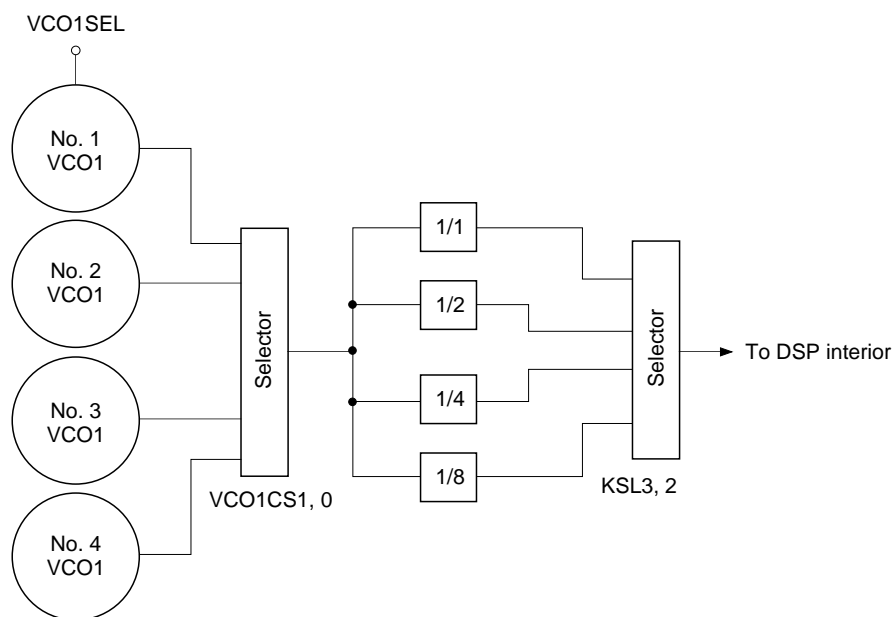 VCO1SEL
No. 1
VCO1
No. 2
VCO1
No. 3
VCO1
No. 4
VCO1
Selector
VCO1CS1, 0
1/1
1/2
1/4
1/8
Selector
KSL3, 2
To DSP interior